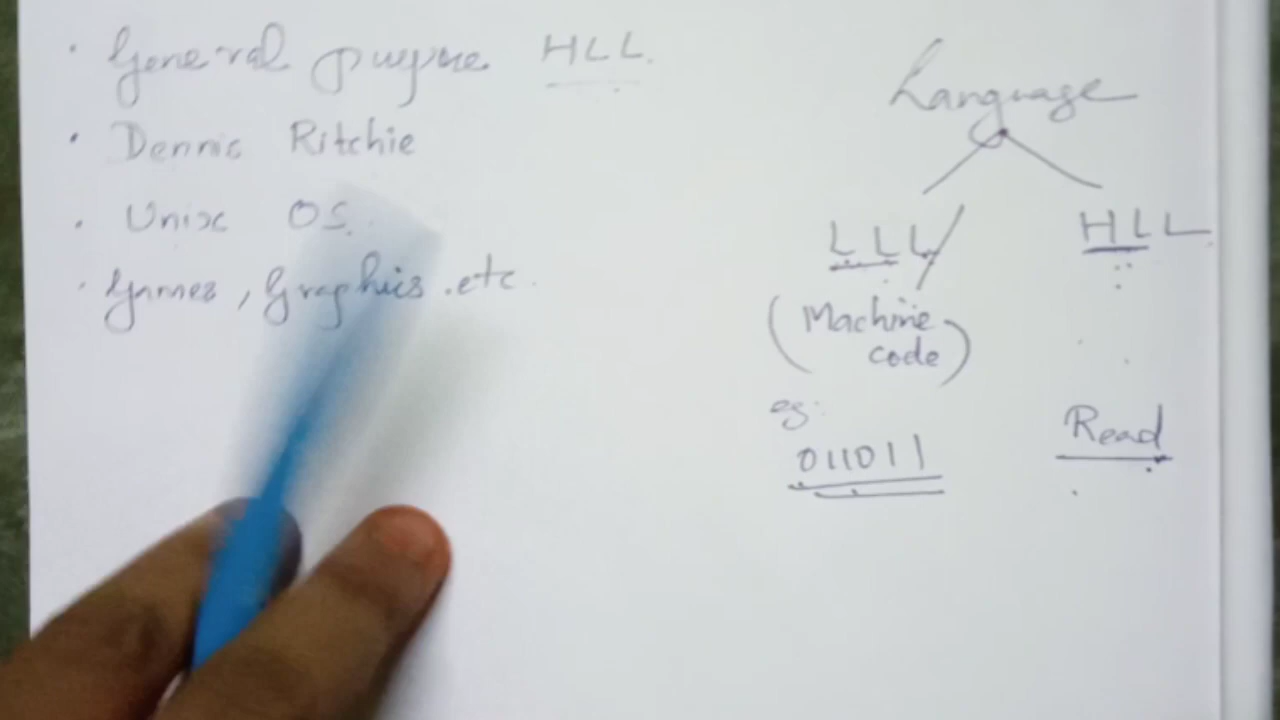 General purpose HLL.
Dennis Ritchie
Unix OS.
Games, Graphics .etc.
Language
LLL HLL
(Machine code)
eg:
011011
Read